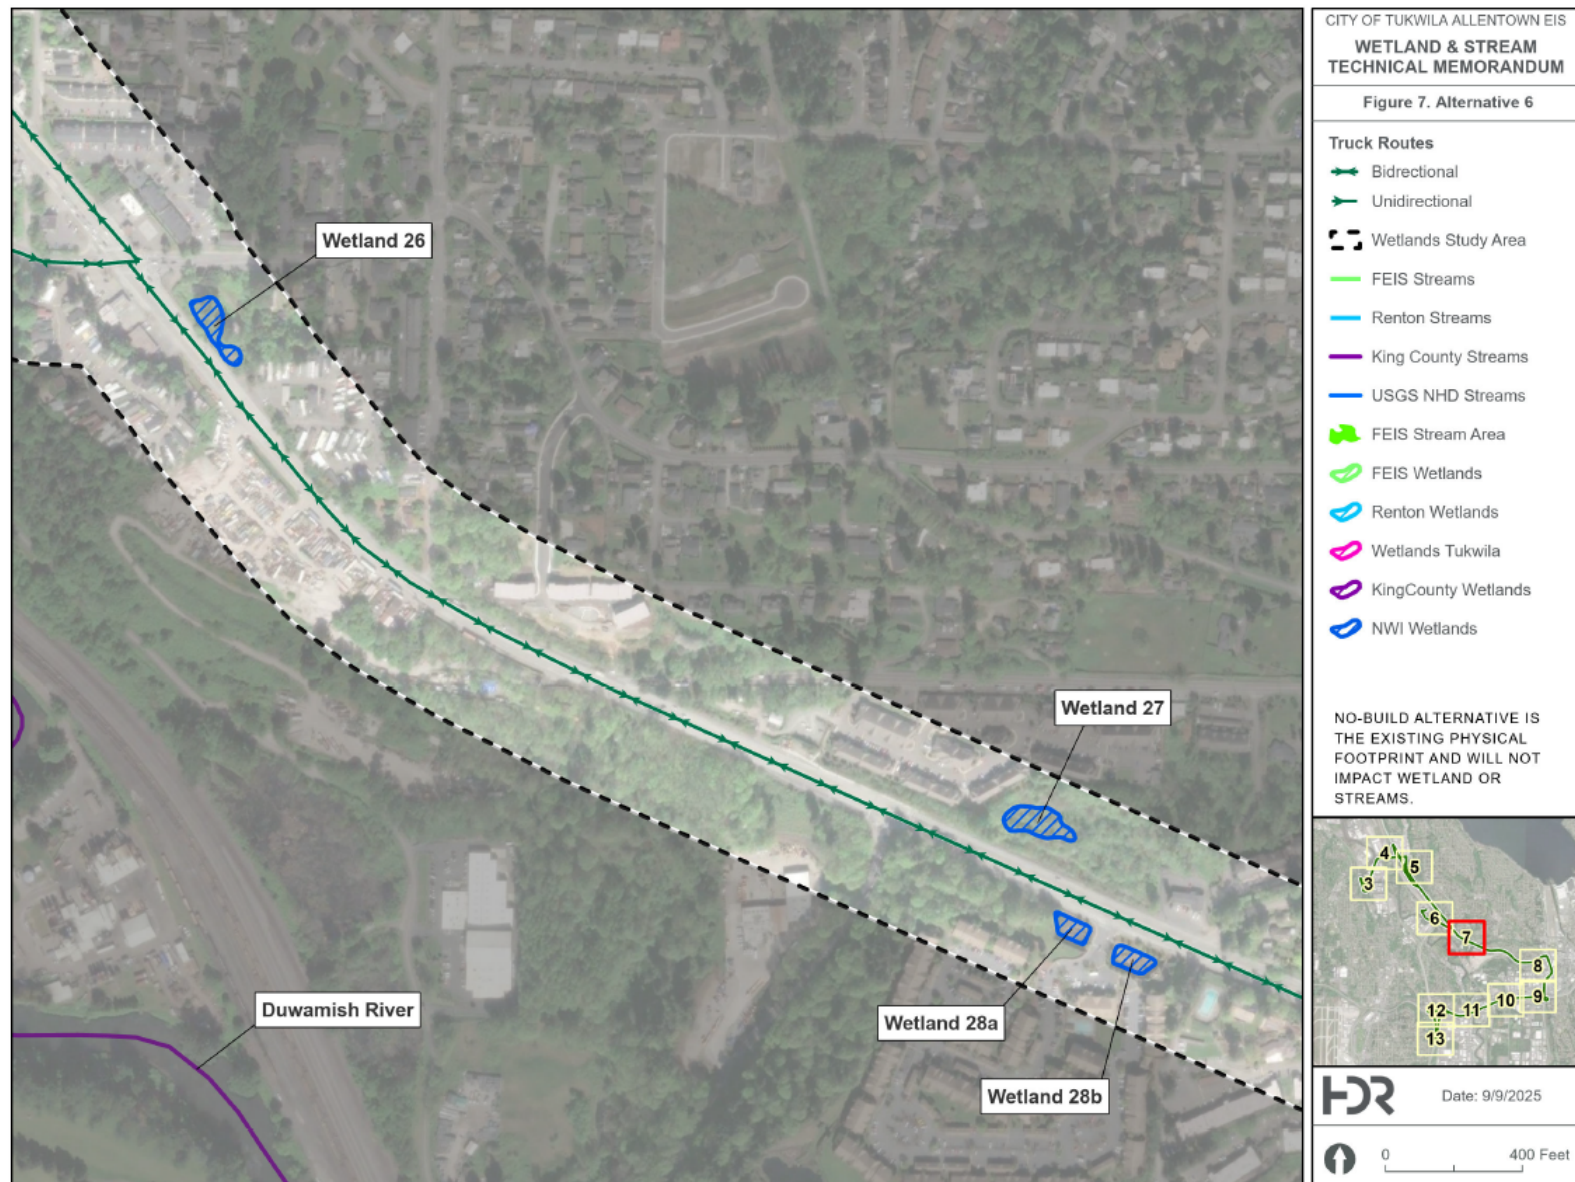 CITY OF TUKWILA ALLENTOWN EIS
WETLAND & STREAM
TECHNICAL MEMORANDUM
Figure 7. Alternative 6
Truck Routes
Bidrectional
Unidirectional
Wetlands Study Area
FEIS Streams
Renton Streams
King County Streams
USGS NHD Streams
FEIS Stream Area
FEIS Wetlands
Renton Wetlands
Wetlands Tukwila
KingCounty Wetlands
NWI Wetlands
NO-BUILD ALTERNATIVE IS
THE EXISTING PHYSICAL
FOOTPRINT AND WILL NOT
IMPACT WETLAND OR
STREAMS.
Wetland 26
Wetland 27
Wetland 28a
Wetland 28b
Duwamish River
4
5
3
6
7
8
9
10
11
12
13
HDR
Date: 9/9/2025
0
400 Feet